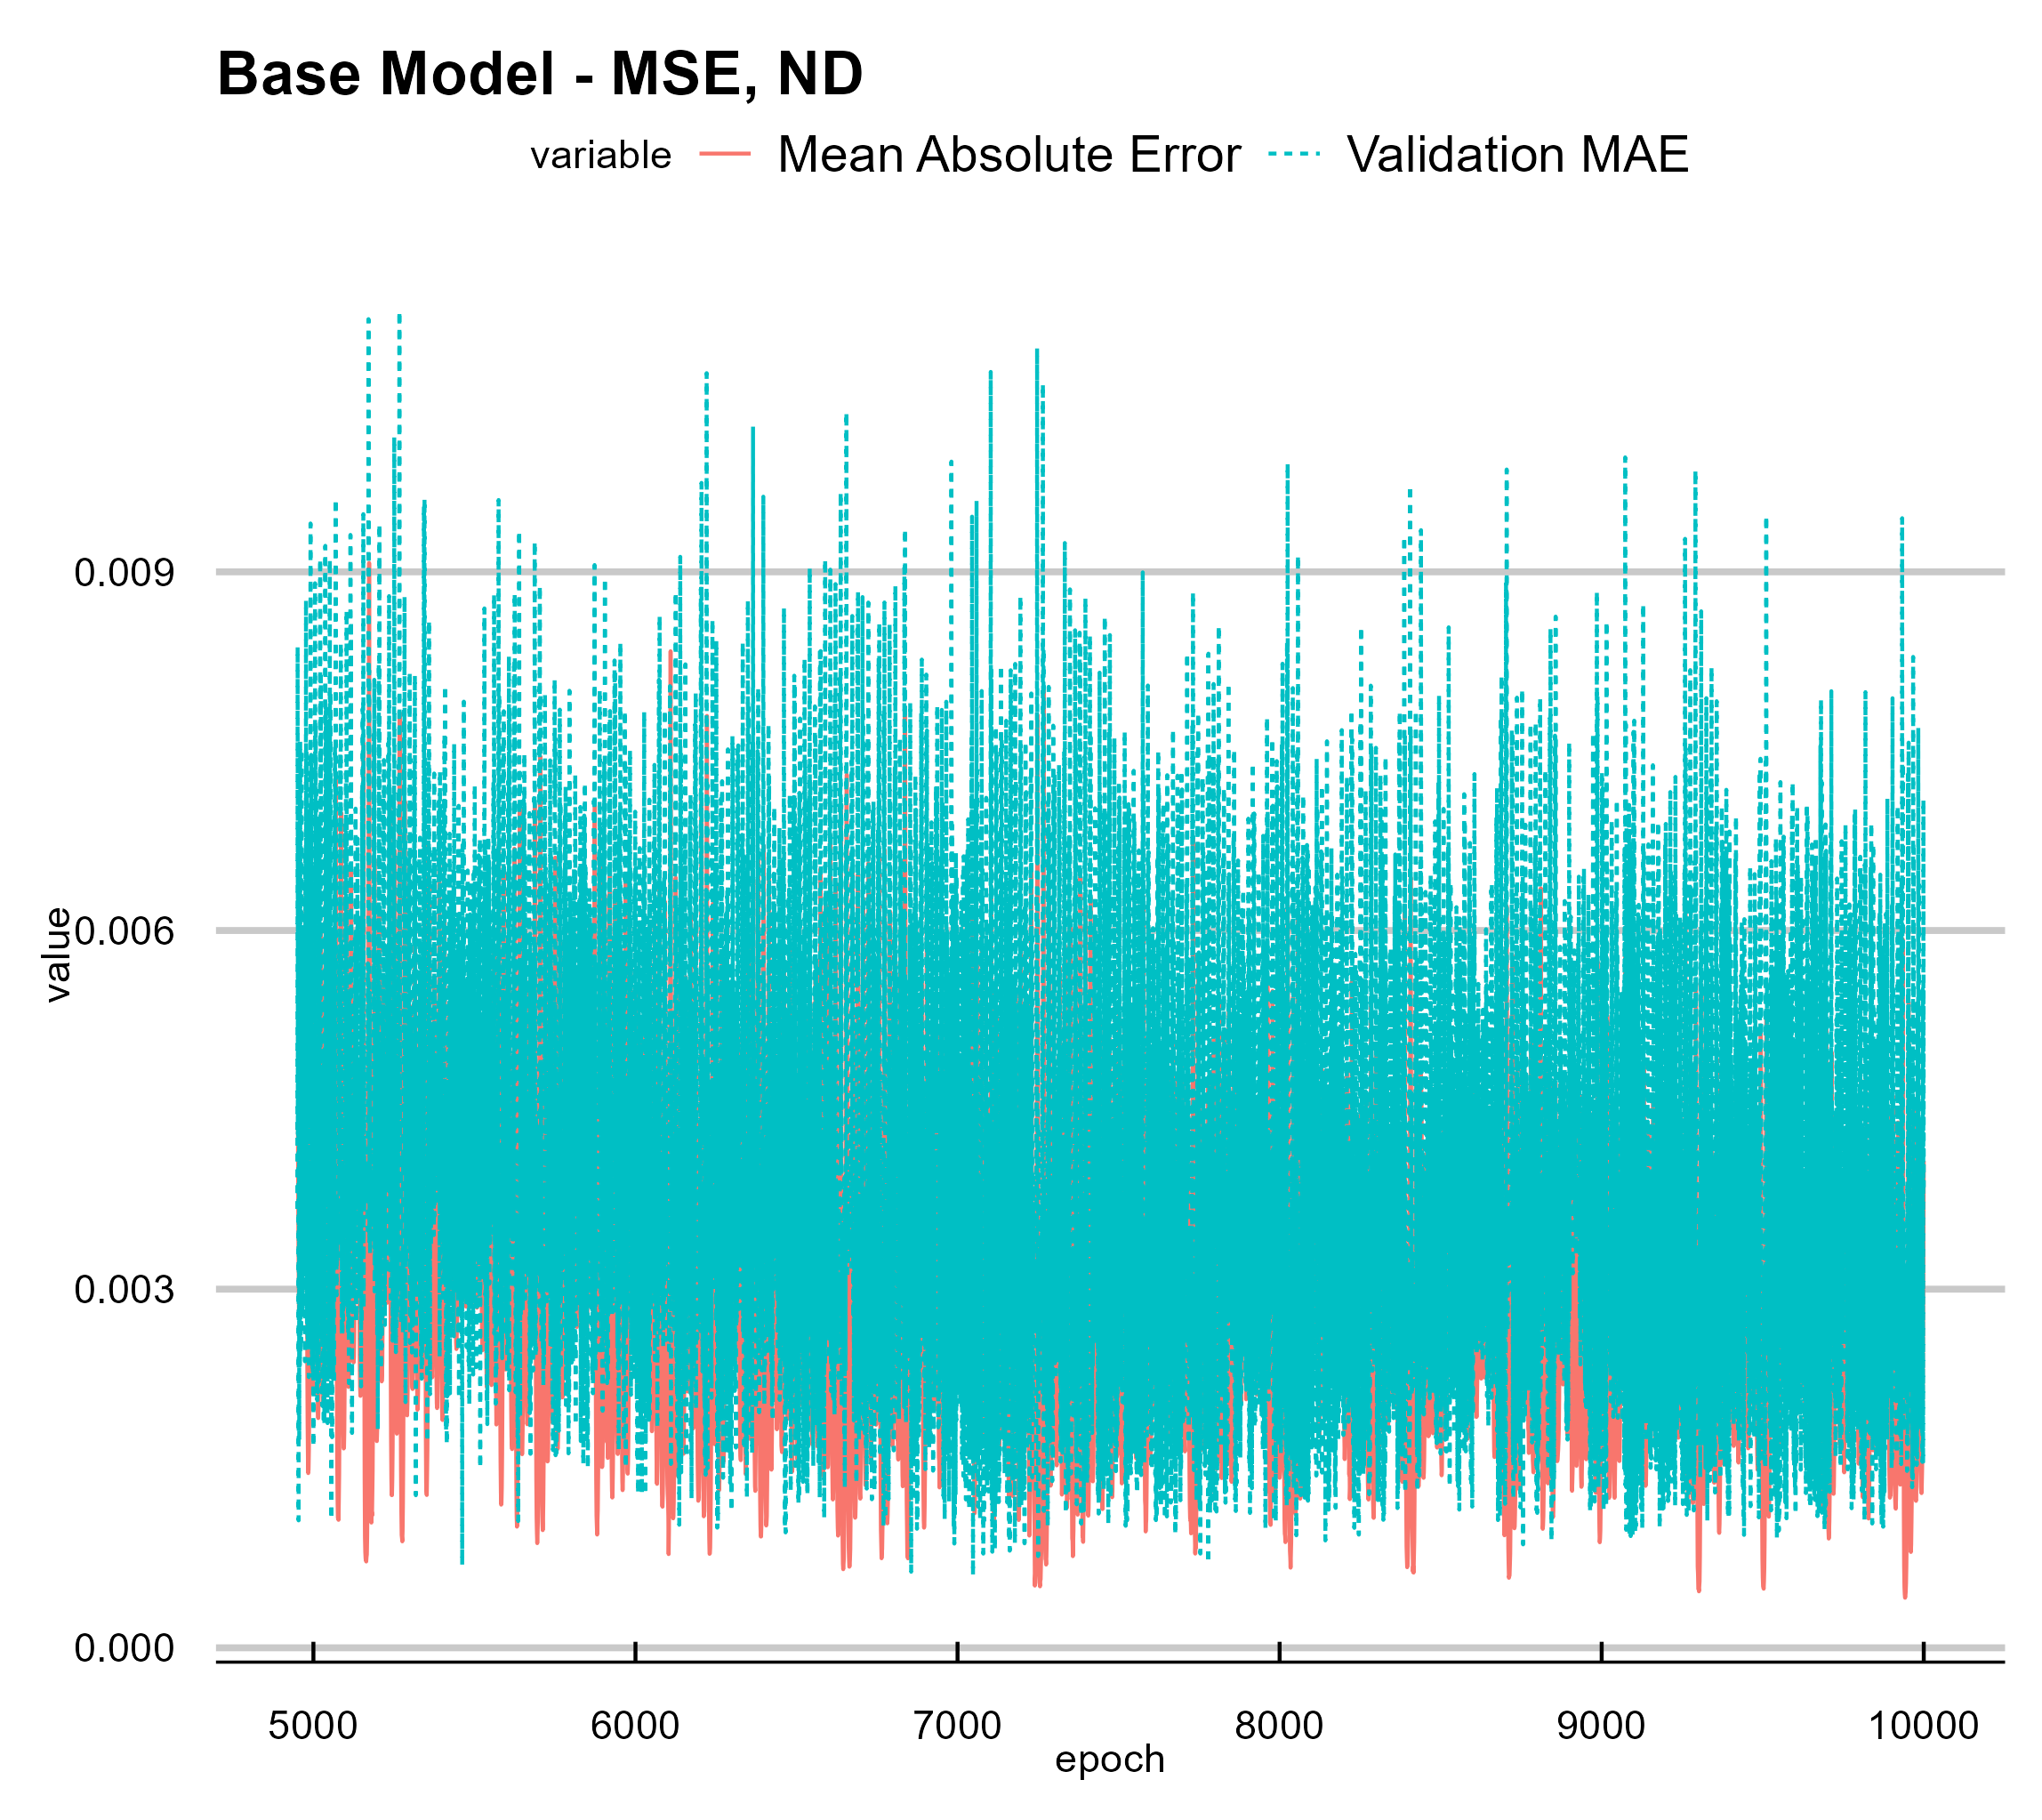 Base Model - MSE, ND
variable Mean Absolute Error Validation MAE
0.009
0.006
0.003
0.000
value
5000 6000 7000 8000 9000 10000
epoch